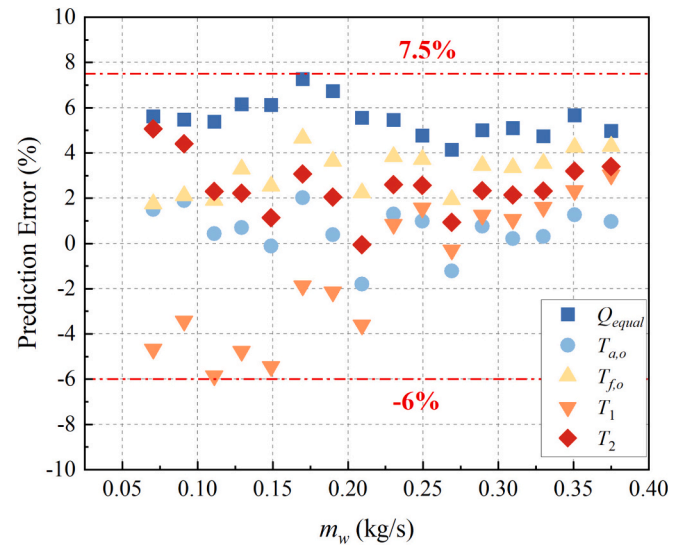 10
8
6
4
2
0
-2
-4
-6
-8
-10
Prediction Error (%)
7.5%
-6%
Q_equal
T_a,o
T_f,o
T_1
T_2
0.05 0.10 0.15 0.20 0.25 0.30 0.35 0.40
m_w (kg/s)